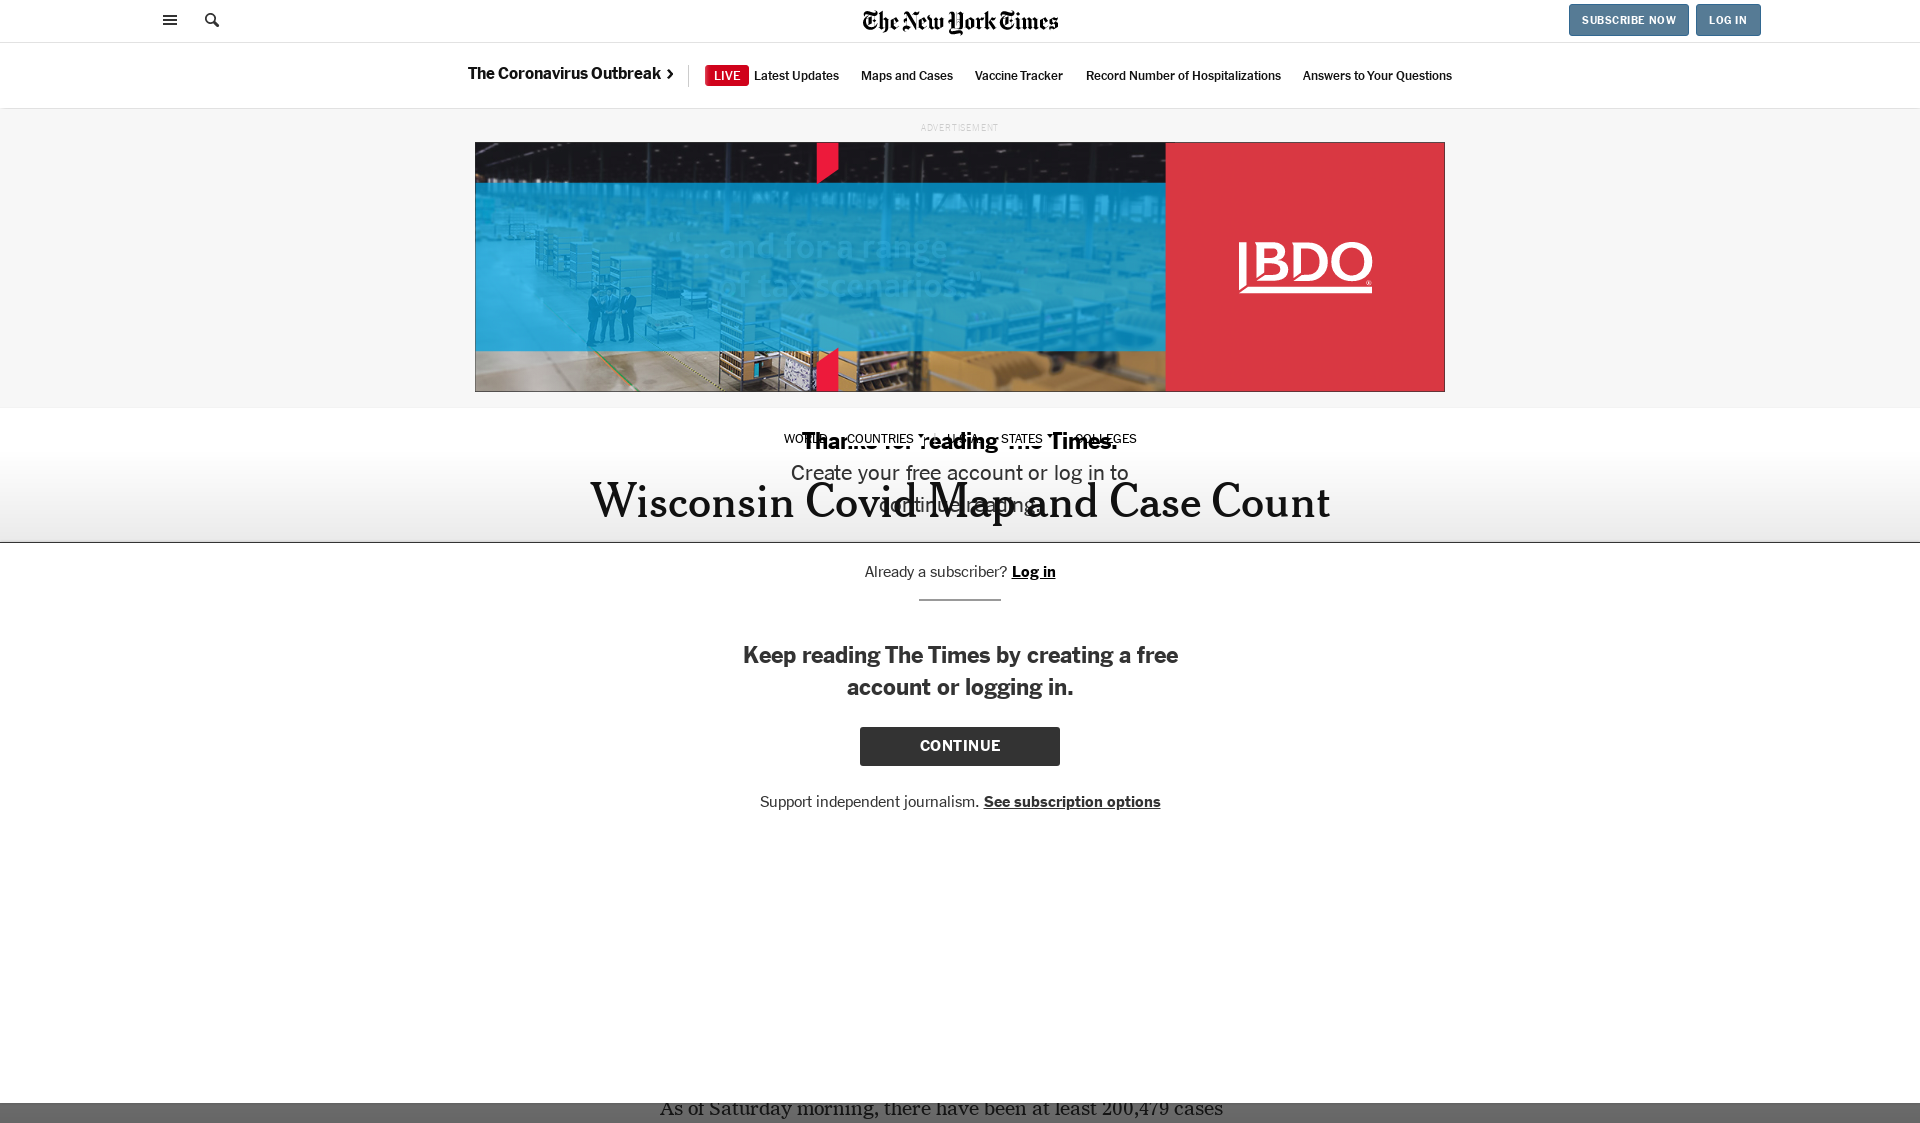 The New York Times
SUBSCRIBE NOW
LOG IN
The Coronavirus Outbreak
LIVE Latest Updates
Maps and Cases
Vaccine Tracker
Record Number of Hospitalizations
Answers to Your Questions
ADVERTISEMENT
"... and for a range
of tax scenarios
BDO
®
WORLD
COUNTRIES
U.S.A.
STATES
COLLEGES
Thanks for reading The Times.
Create your free account or log in to
continue reading.
Wisconsin Covid Map and Case Count
Already a subscriber? Log in
Keep reading The Times by creating a free
account or logging in.
CONTINUE
Support independent journalism. See subscription options
As of Saturday morning, there have been at least 200,479 cases